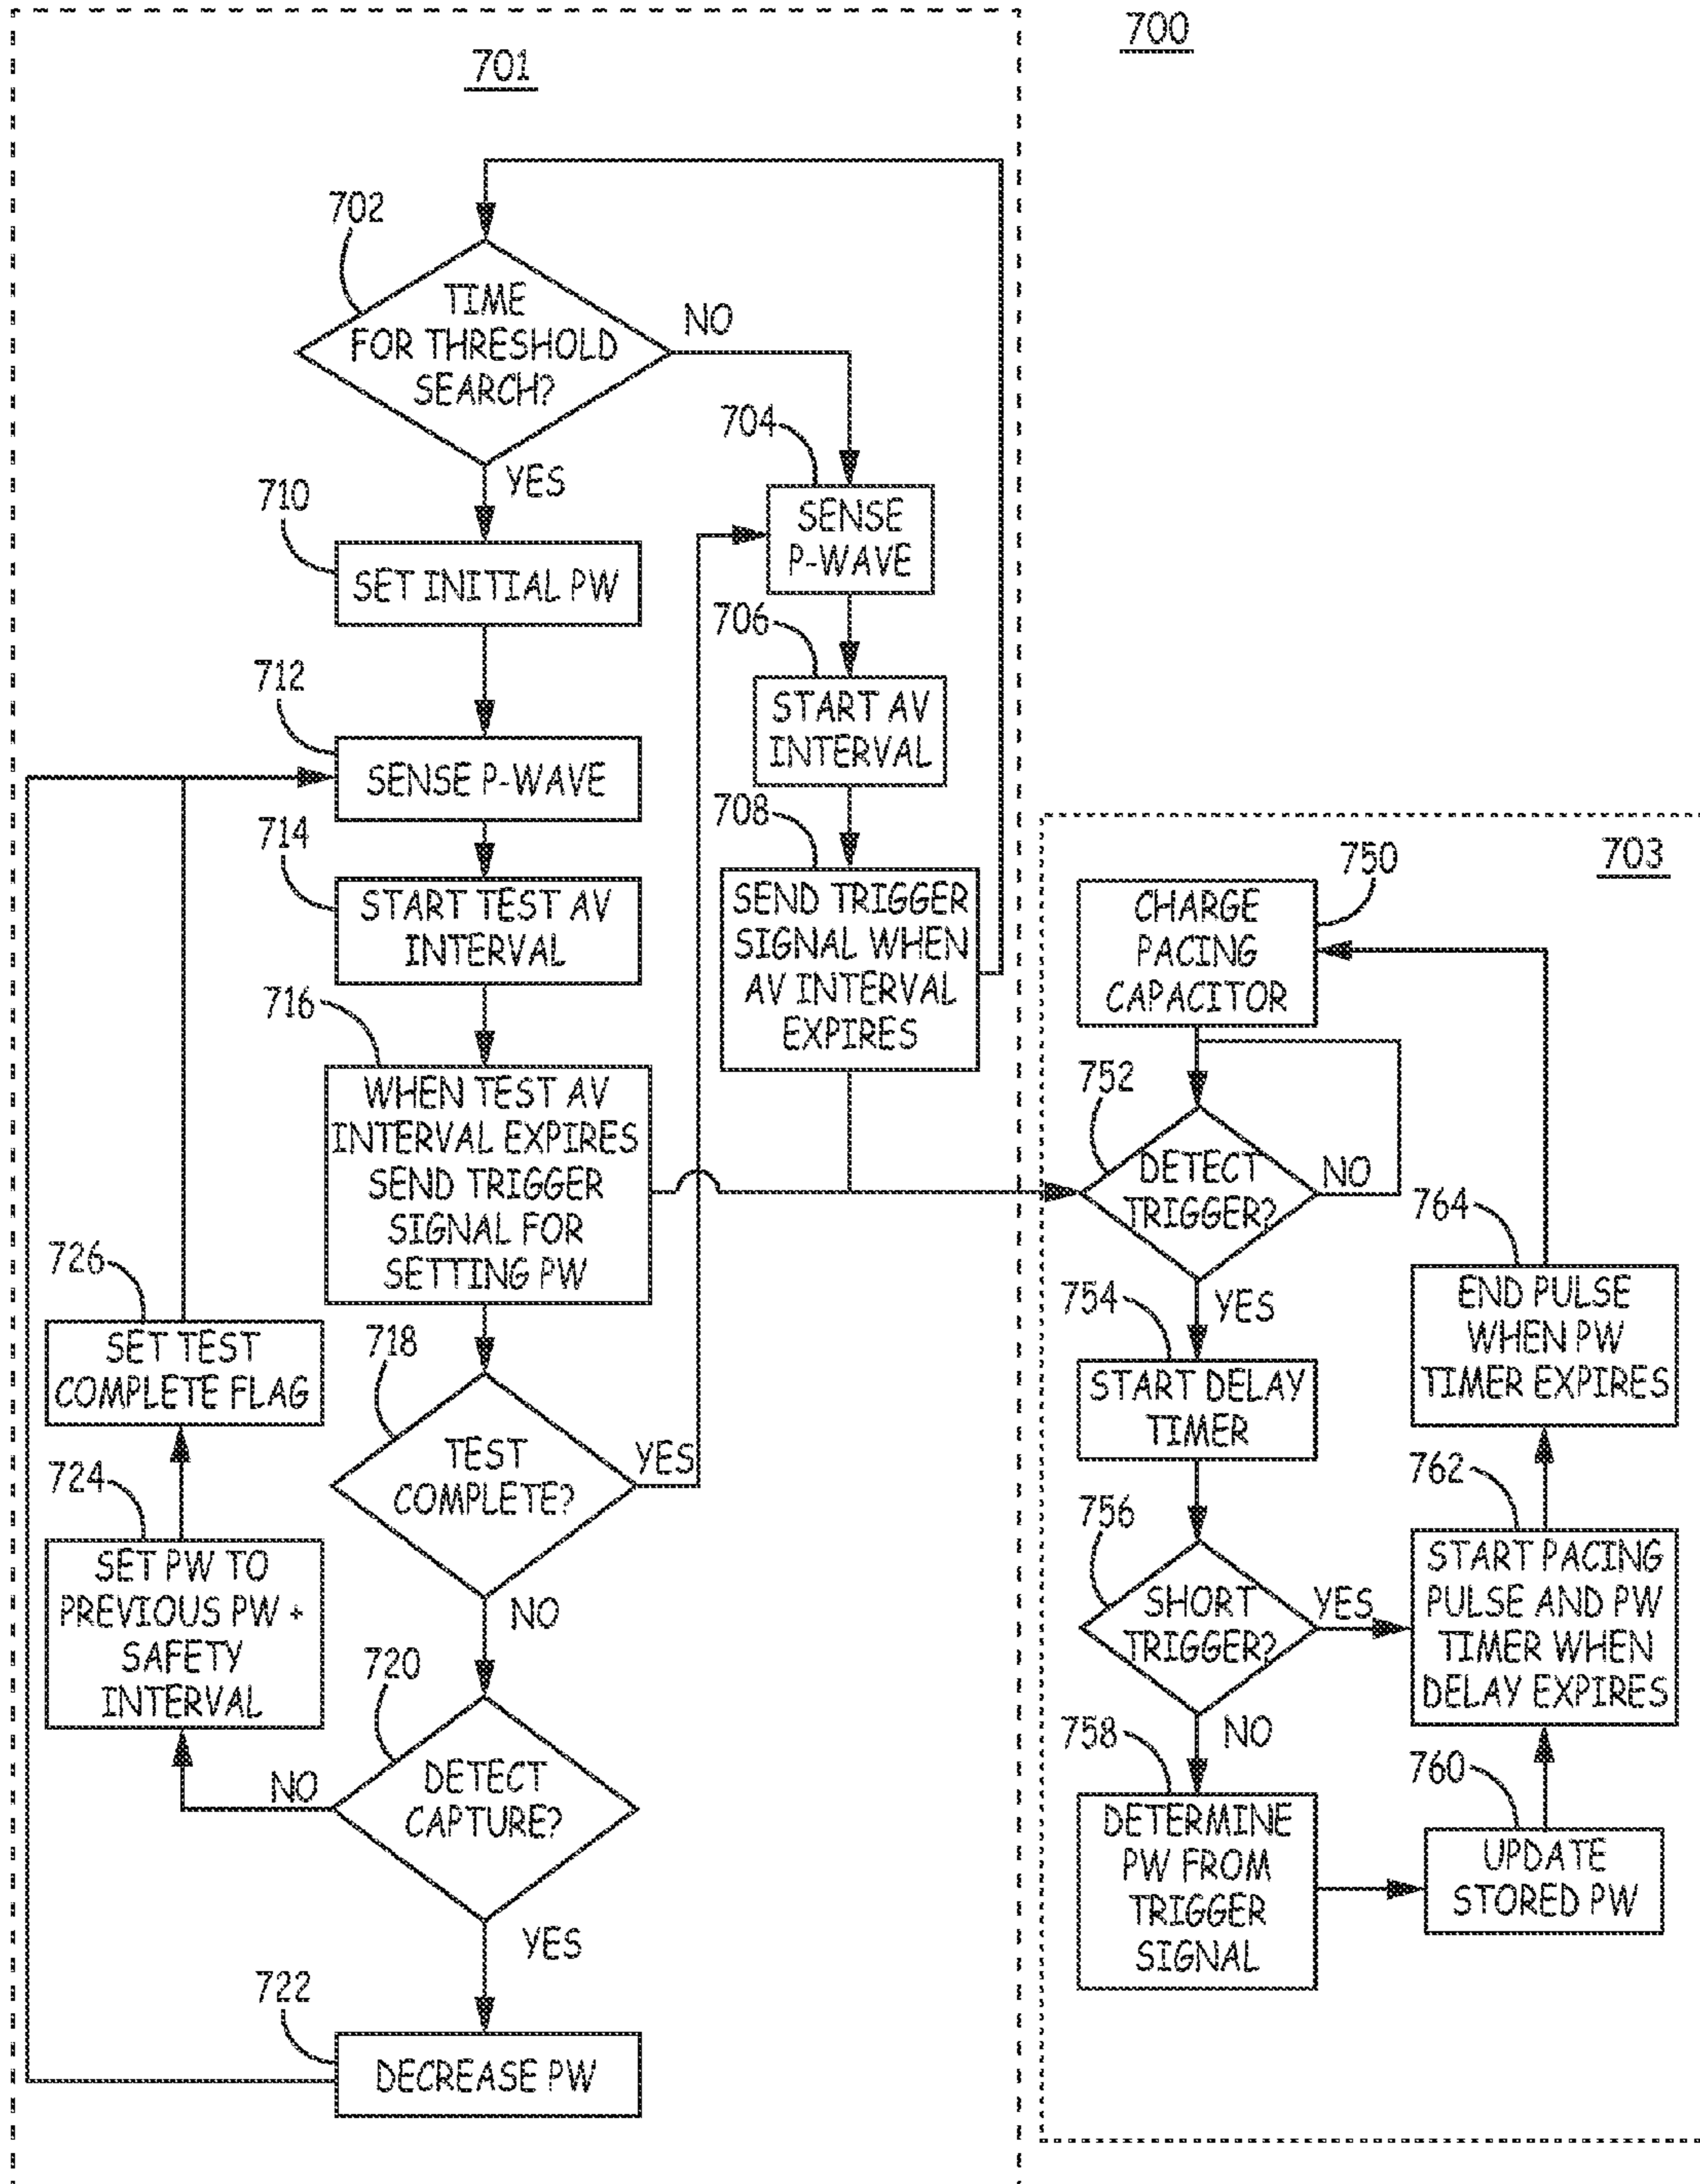 700
701
702
TIME
FOR THRESHOLD
SEARCH?
NO
YES
704
SENSE
P-WAVE
710
SET INITIAL PW
706
START AV
INTERVAL
712
SENSE P-WAVE
708
SEND TRIGGER
SIGNAL WHEN
AV INTERVAL
EXPIRES
714
START TEST AV
INTERVAL
716
WHEN TEST AV
INTERVAL EXPIRES
SEND TRIGGER
SIGNAL FOR
SETTING PW
718
TEST
COMPLETE?
YES
NO
726
SET TEST
COMPLETE FLAG
724
SET PW TO
PREVIOUS PW +
SAFETY
INTERVAL
720
DETECT
CAPTURE?
NO
YES
722
DECREASE PW
703
750
CHARGE
PACING
CAPACITOR
752
DETECT
TRIGGER?
NO
YES
754
START DELAY
TIMER
756
SHORT
TRIGGER?
YES
NO
758
DETERMINE
PW FROM
TRIGGER
SIGNAL
760
UPDATE
STORED PW
762
START PACING
PULSE AND PW
TIMER WHEN
DELAY EXPIRES
764
END PULSE
WHEN PW
TIMER EXPIRES